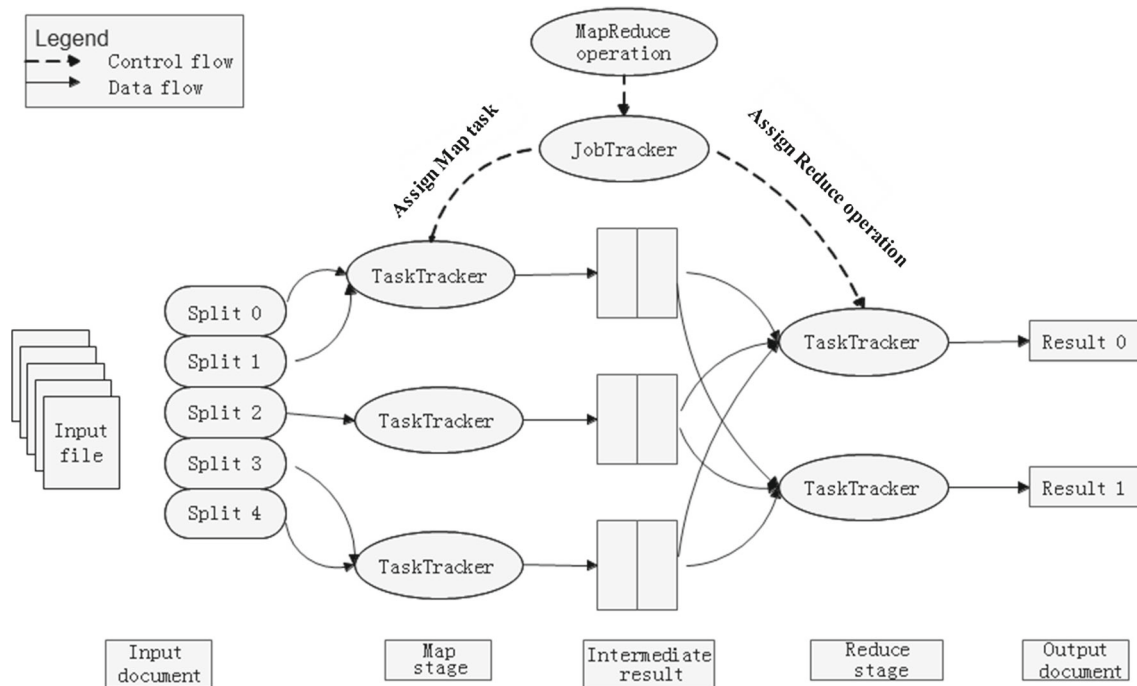 Legend
Control flow
Data flow
MapReduce
operation
JobTracker
Assign Map task
Assign Reduce operation
TaskTracker
TaskTracker
TaskTracker
Split 0
Split 1
Split 2
Split 3
Split 4
Input
file
TaskTracker
TaskTracker
Result 0
Result 1
Input
document
Map
stage
Intermediate
result
Reduce
stage
Output
document